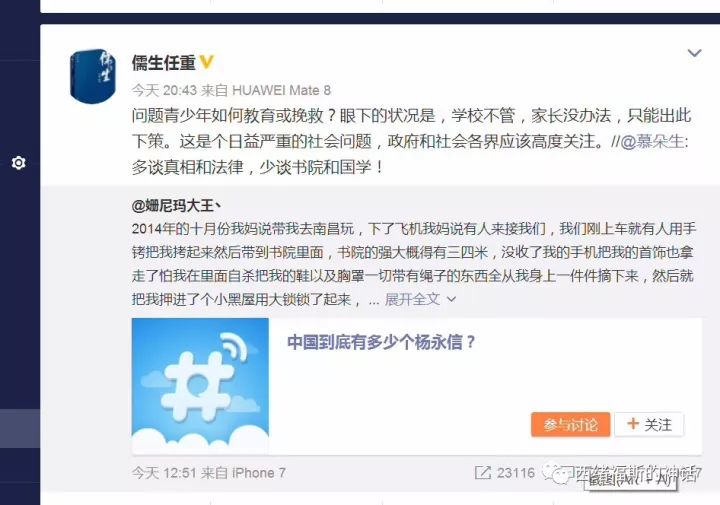 儒生任重
今天 20:43 来自 HUAWEI Mate 8
问题青少年如何教育或挽救？眼下的状况是，学校不管，家长没办法，只能出此
下策。这是个日益严重的社会问题，政府和社会各界应该高度关注。//@慕朵生:
多谈真相和法律，少谈书院和国学！
@姗尼玛大王丶
2014年的十月份我妈说带我去南昌玩，下了飞机我妈说有人来接我们，我们刚上车就有人用手
铐把我拷起来然后带到书院里面，书院的强大概得有三四米，没收了我的手机把我的首饰也拿
走了怕我在里面自杀把我的鞋以及胸罩一切带有绳子的东西全从我身上一件件摘下来，然后就
把我押进了个小黑屋用大锁锁了起来， ... 展开全文
儒生
中国到底有多少个杨永信？
参与讨论 + 关注
今天 12:51 来自 iPhone 7 23116
西绪福斯的神话
截图(Alt + A)